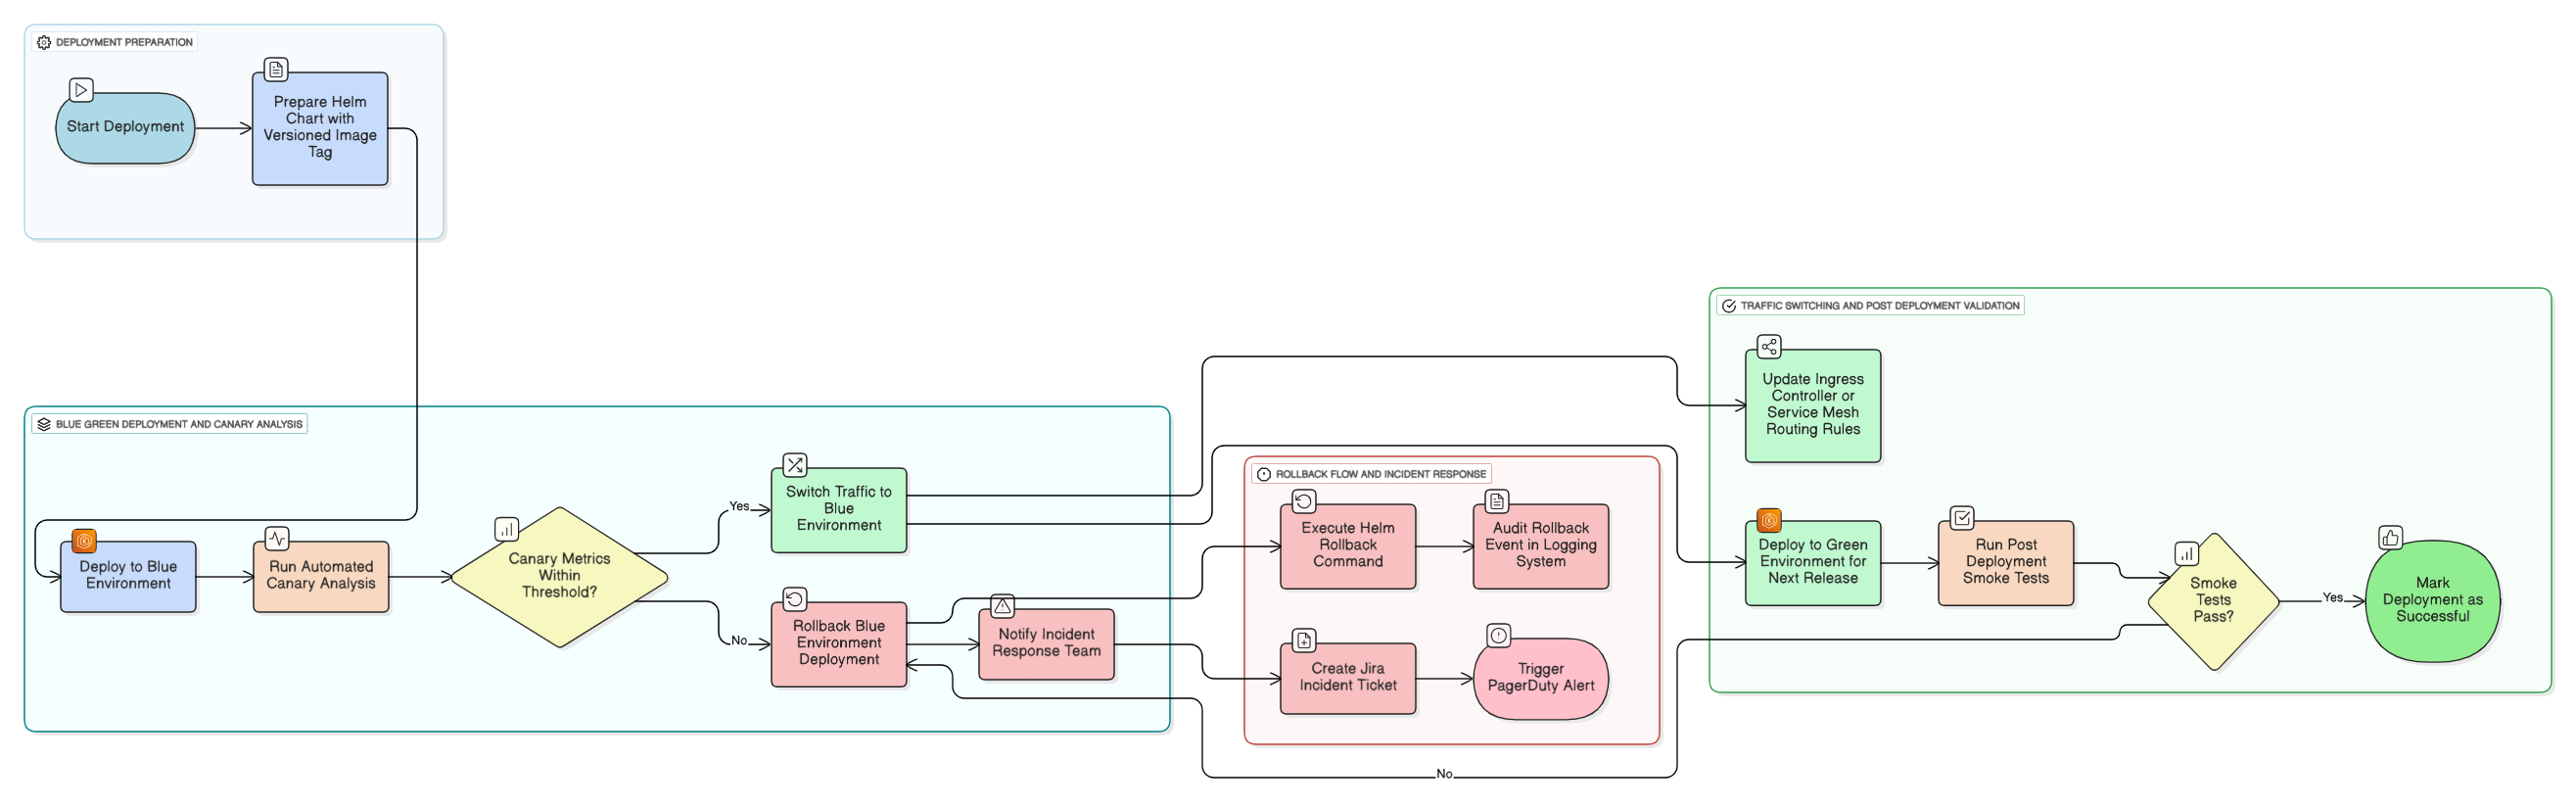 DEPLOYMENT PREPARATION
Start Deployment
Prepare Helm
Chart with
Versioned Image
Tag
BLUE GREEN DEPLOYMENT AND CANARY ANALYSIS
Deploy to Blue
Environment
Run Automated
Canary Analysis
Canary Metrics
Within
Threshold?
Yes
No
Switch Traffic to
Blue
Environment
Rollback Blue
Environment
Deployment
Notify Incident
Response Team
ROLLBACK FLOW AND INCIDENT RESPONSE
Execute Helm
Rollback
Command
Audit Rollback
Event in Logging
System
Create Jira
Incident Ticket
Trigger
PagerDuty Alert
No
TRAFFIC SWITCHING AND POST DEPLOYMENT VALIDATION
Update Ingress
Controller or
Service Mesh
Routing Rules
Deploy to Green
Environment for
Next Release
Run Post
Deployment
Smoke Tests
Smoke
Tests
Pass?
Yes
Mark
Deployment as
Successful